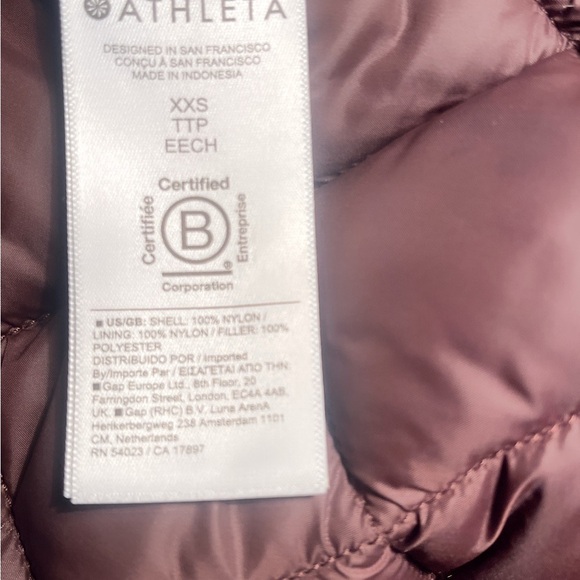 ATHLETA
DESIGNED IN SAN FRANCISCO
CONÇU À SAN FRANCISCO
MADE IN INDONESIA
XXS
TTP
EECH
Certified
Certifiée
B
Entreprise
®
Corporation
■ US/GB: SHELL: 100% NYLON /
LINING: 100% NYLON / FILLER: 100%
POLYESTER
DISTRIBUIDO POR / Imported
By/Importe Par / ΕΙΣΑΓΕΤΑΙ ΑΠΟ ΤΗΝ
■ Gap Europe Ltd., 8th Floor, 20
Farringdon Street, London, EC4A 4AB,
UK. ■ Gap (RHC) B.V. Luna ArenA
Herikerbergweg 238 Amsterdam 1101
CM, Netherlands
RN 54023 / CA 17897